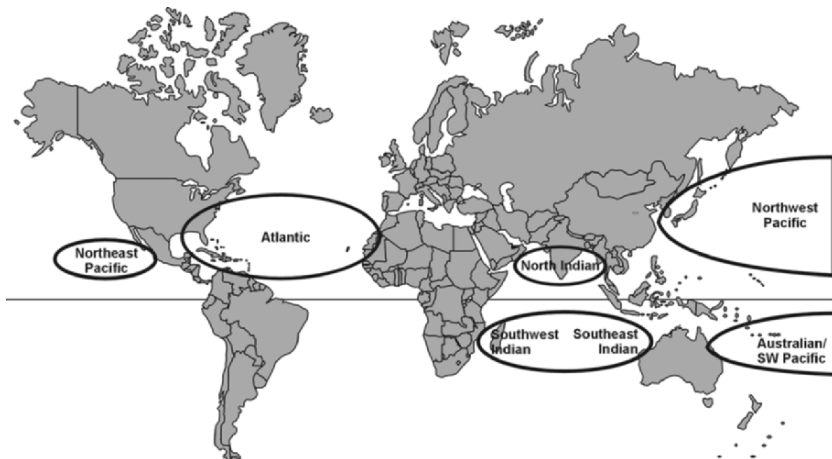 Northeast
Pacific
Atlantic
North Indian
Northwest
Pacific
Southwest
Indian
Southeast
Indian
Australian/
SW Pacific